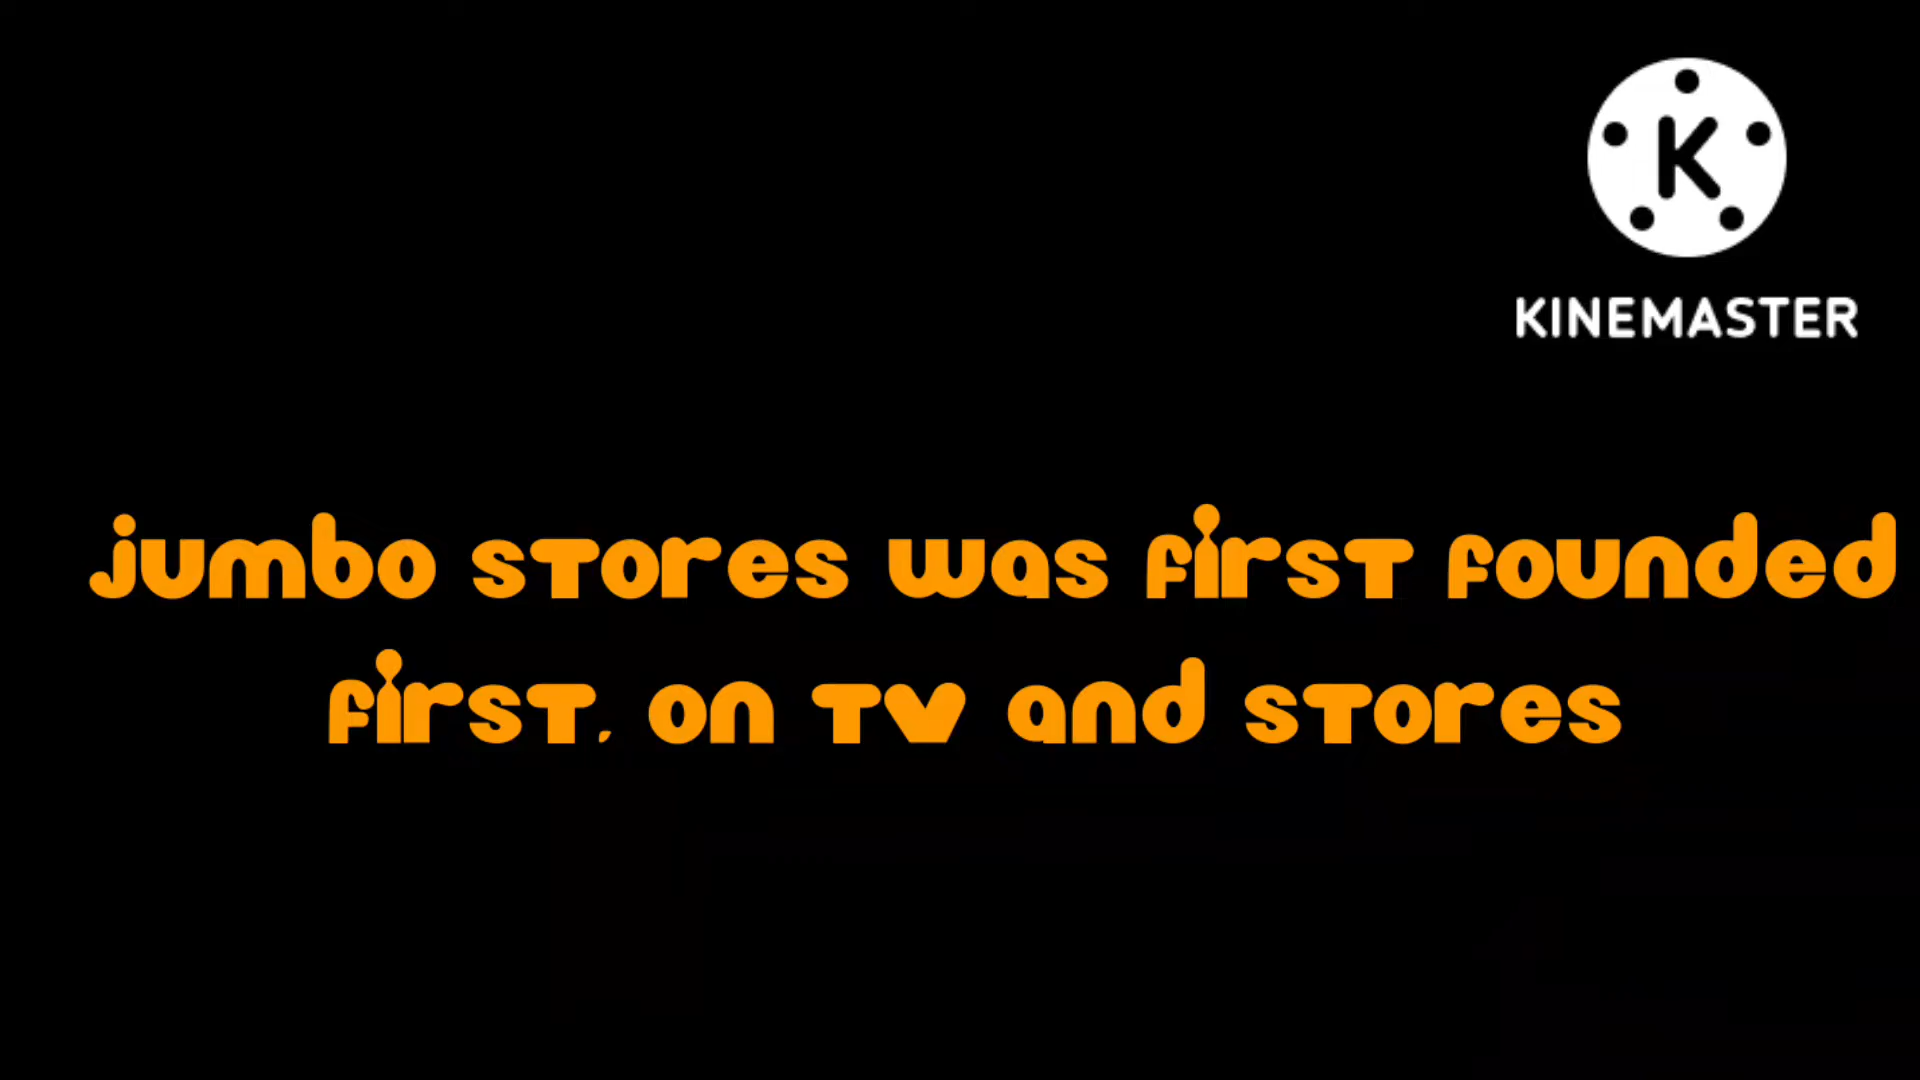 K
KINEMASTER
jumbo stores was first founded
first, on TV and stores